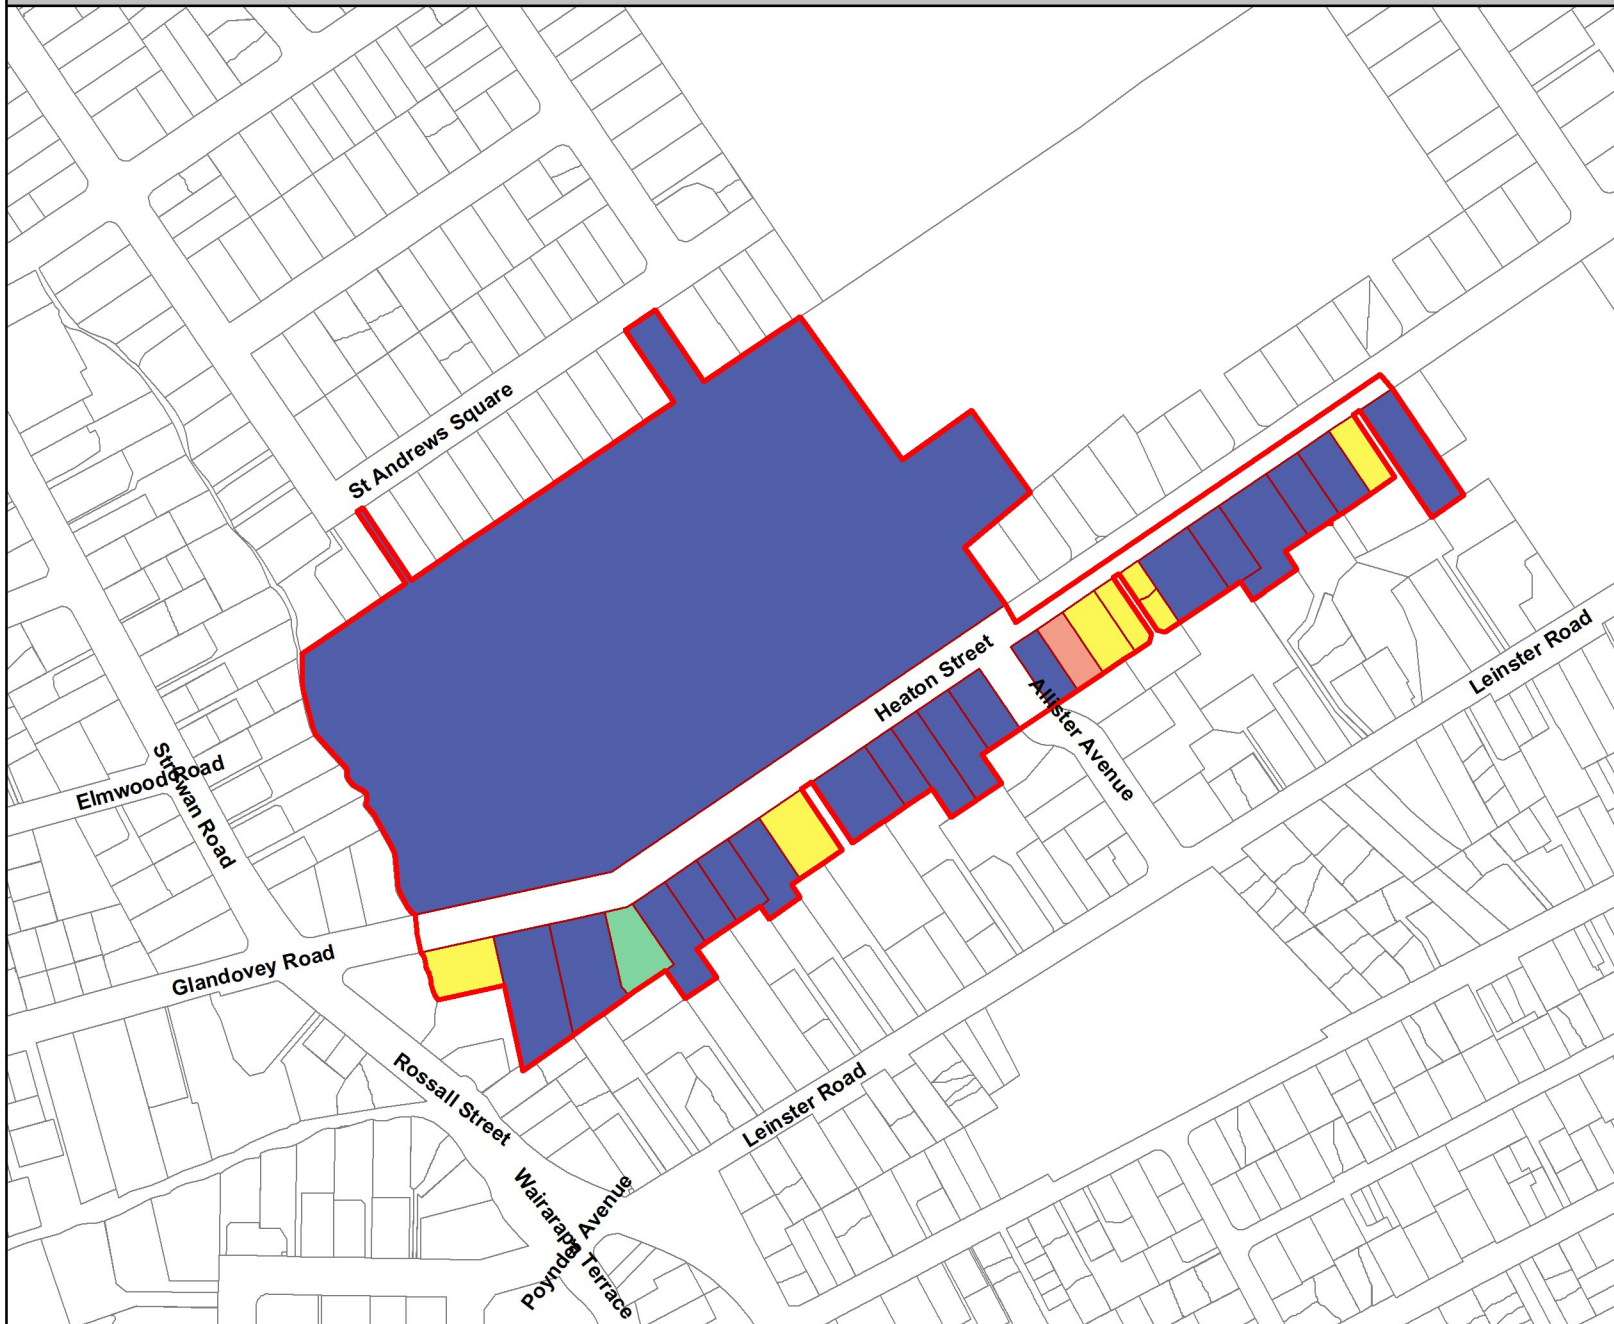 St Andrews Square
Heaton Street
Allister Avenue
Leinster Road
Elmwood Road
Strowan Road
Glandovey Road
Rossall Street
Leinster Road
Wairarapa Terrace
Poynder Avenue